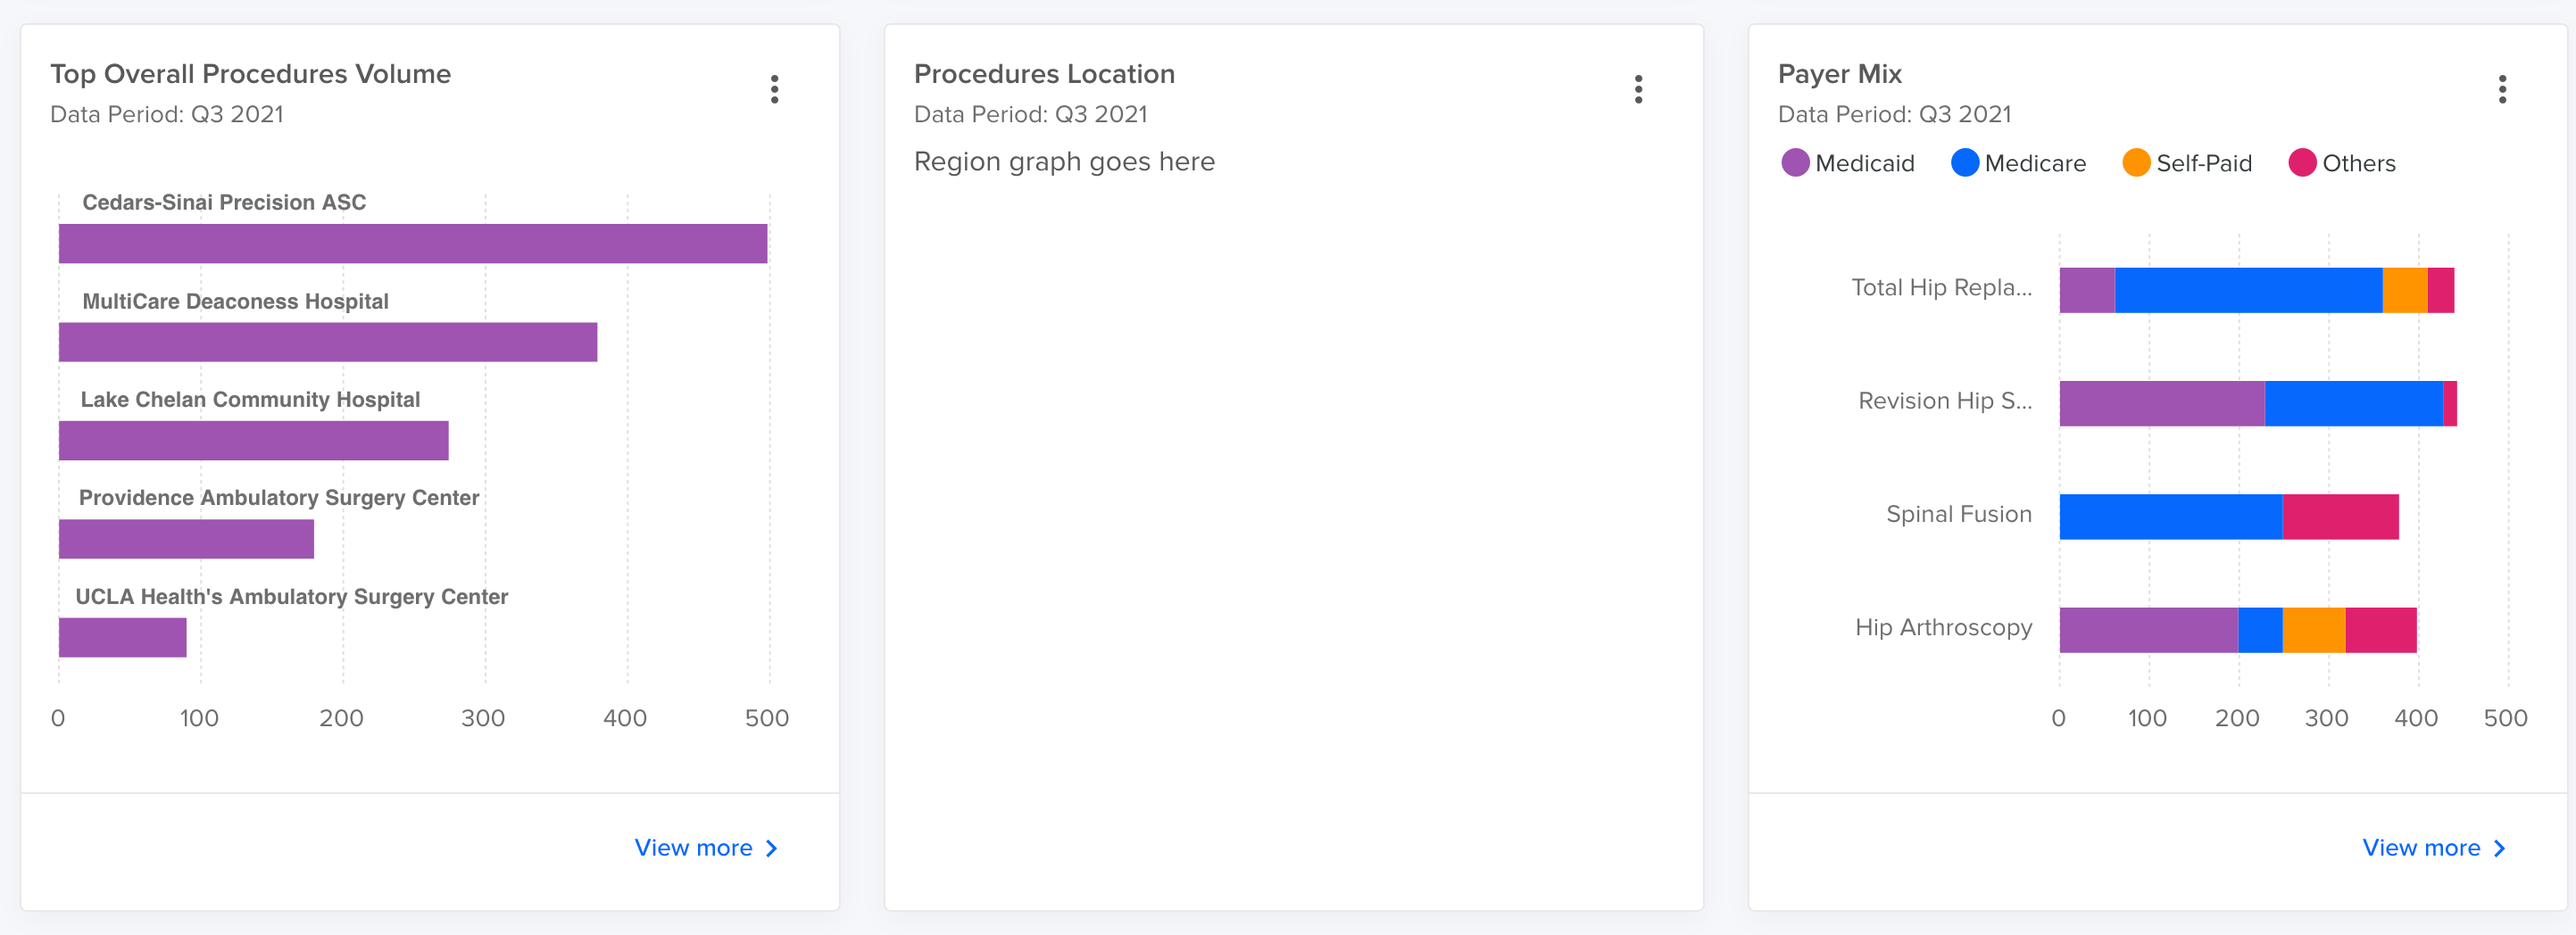 Top Overall Procedures Volume
Data Period: Q3 2021
Cedars-Sinai Precision ASC
MultiCare Deaconess Hospital
Lake Chelan Community Hospital
Providence Ambulatory Surgery Center
UCLA Health's Ambulatory Surgery Center
0 100 200 300 400 500
View more
Procedures Location
Data Period: Q3 2021
Region graph goes here
Payer Mix
Data Period: Q3 2021
Medicaid Medicare Self-Paid Others
Total Hip Repla...
Revision Hip S...
Spinal Fusion
Hip Arthroscopy
0 100 200 300 400 500
View more